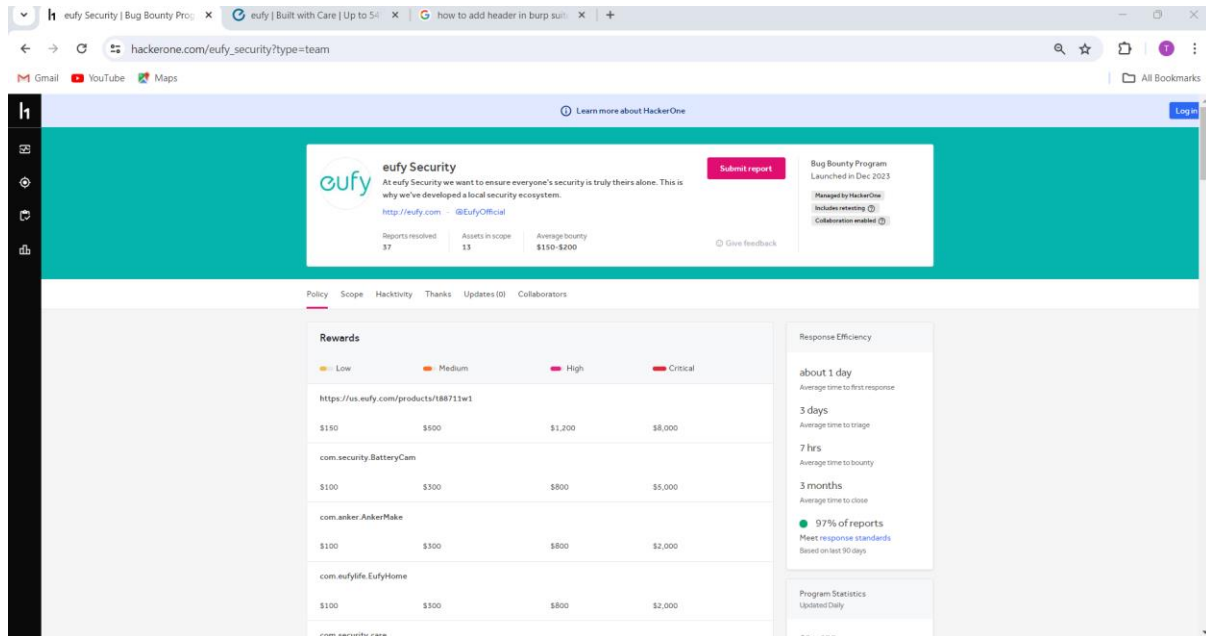 eufy Security | Bug Bounty Prog
eufy | Built with Care | Up to 54
how to add header in burp suit
hackerone.com/eufy_security?type=team
T
Gmail
YouTube
Maps
All Bookmarks
h1
Learn more about HackerOne
Log in
eufy
eufy Security
At eufy Security we want to ensure everyone's security is truly theirs alone. This is
why we've developed a local security ecosystem.
http://eufy.com · @EufyOfficial
Reports resolved
37
Assets in scope
13
Average bounty
$150-$200
Submit report
Give feedback
Bug Bounty Program
Launched in Dec 2023
Managed by HackerOne
Includes retesting
Collaboration enabled
Policy Scope Hacktivity Thanks Updates (0) Collaborators
Rewards
Low Medium High Critical
https://us.eufy.com/products/t88711w1
$150 $500 $1,200 $8,000
com.security.BatteryCam
$100 $300 $800 $5,000
com.anker.AnkerMake
$100 $300 $800 $2,000
com.eufylife.EufyHome
$100 $300 $800 $2,000
com.security.care
Response Efficiency
about 1 day
Average time to first response
3 days
Average time to triage
7 hrs
Average time to bounty
3 months
Average time to close
97% of reports
Meet response standards
Based on last 90 days
Program Statistics
Updated Daily